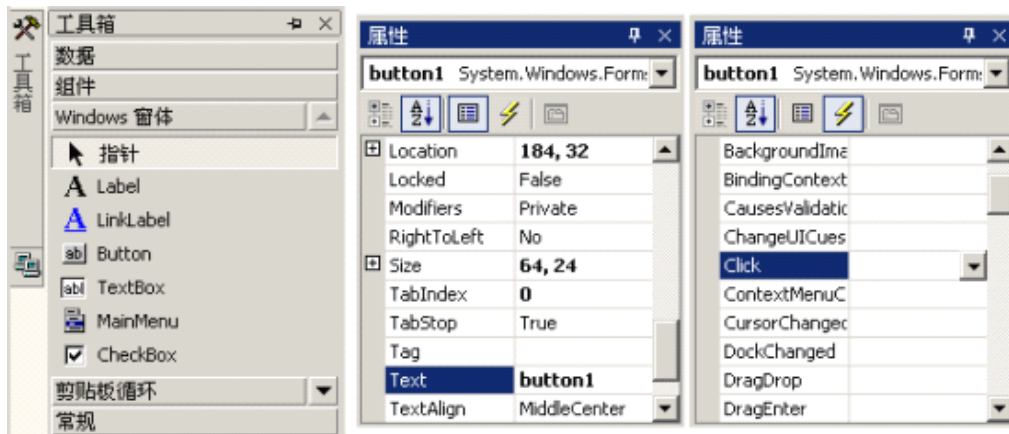 工具箱
工具箱
数据
组件
Windows 窗体
指针
A Label
A LinkLabel
ab Button
abl TextBox
MainMenu
CheckBox
剪贴板循环
常规
属性
button1 System.Windows.Form
Location 184, 32
Locked False
Modifiers Private
RightToLeft No
Size 64, 24
TabIndex 0
TabStop True
Tag
Text button1
TextAlign MiddleCenter
属性
button1 System.Windows.Form
BackgroundIma
BindingContext
CausesValidatic
ChangeUICues
Click
ContextMenuC
CursorChanged
DockChanged
DragDrop
DragEnter